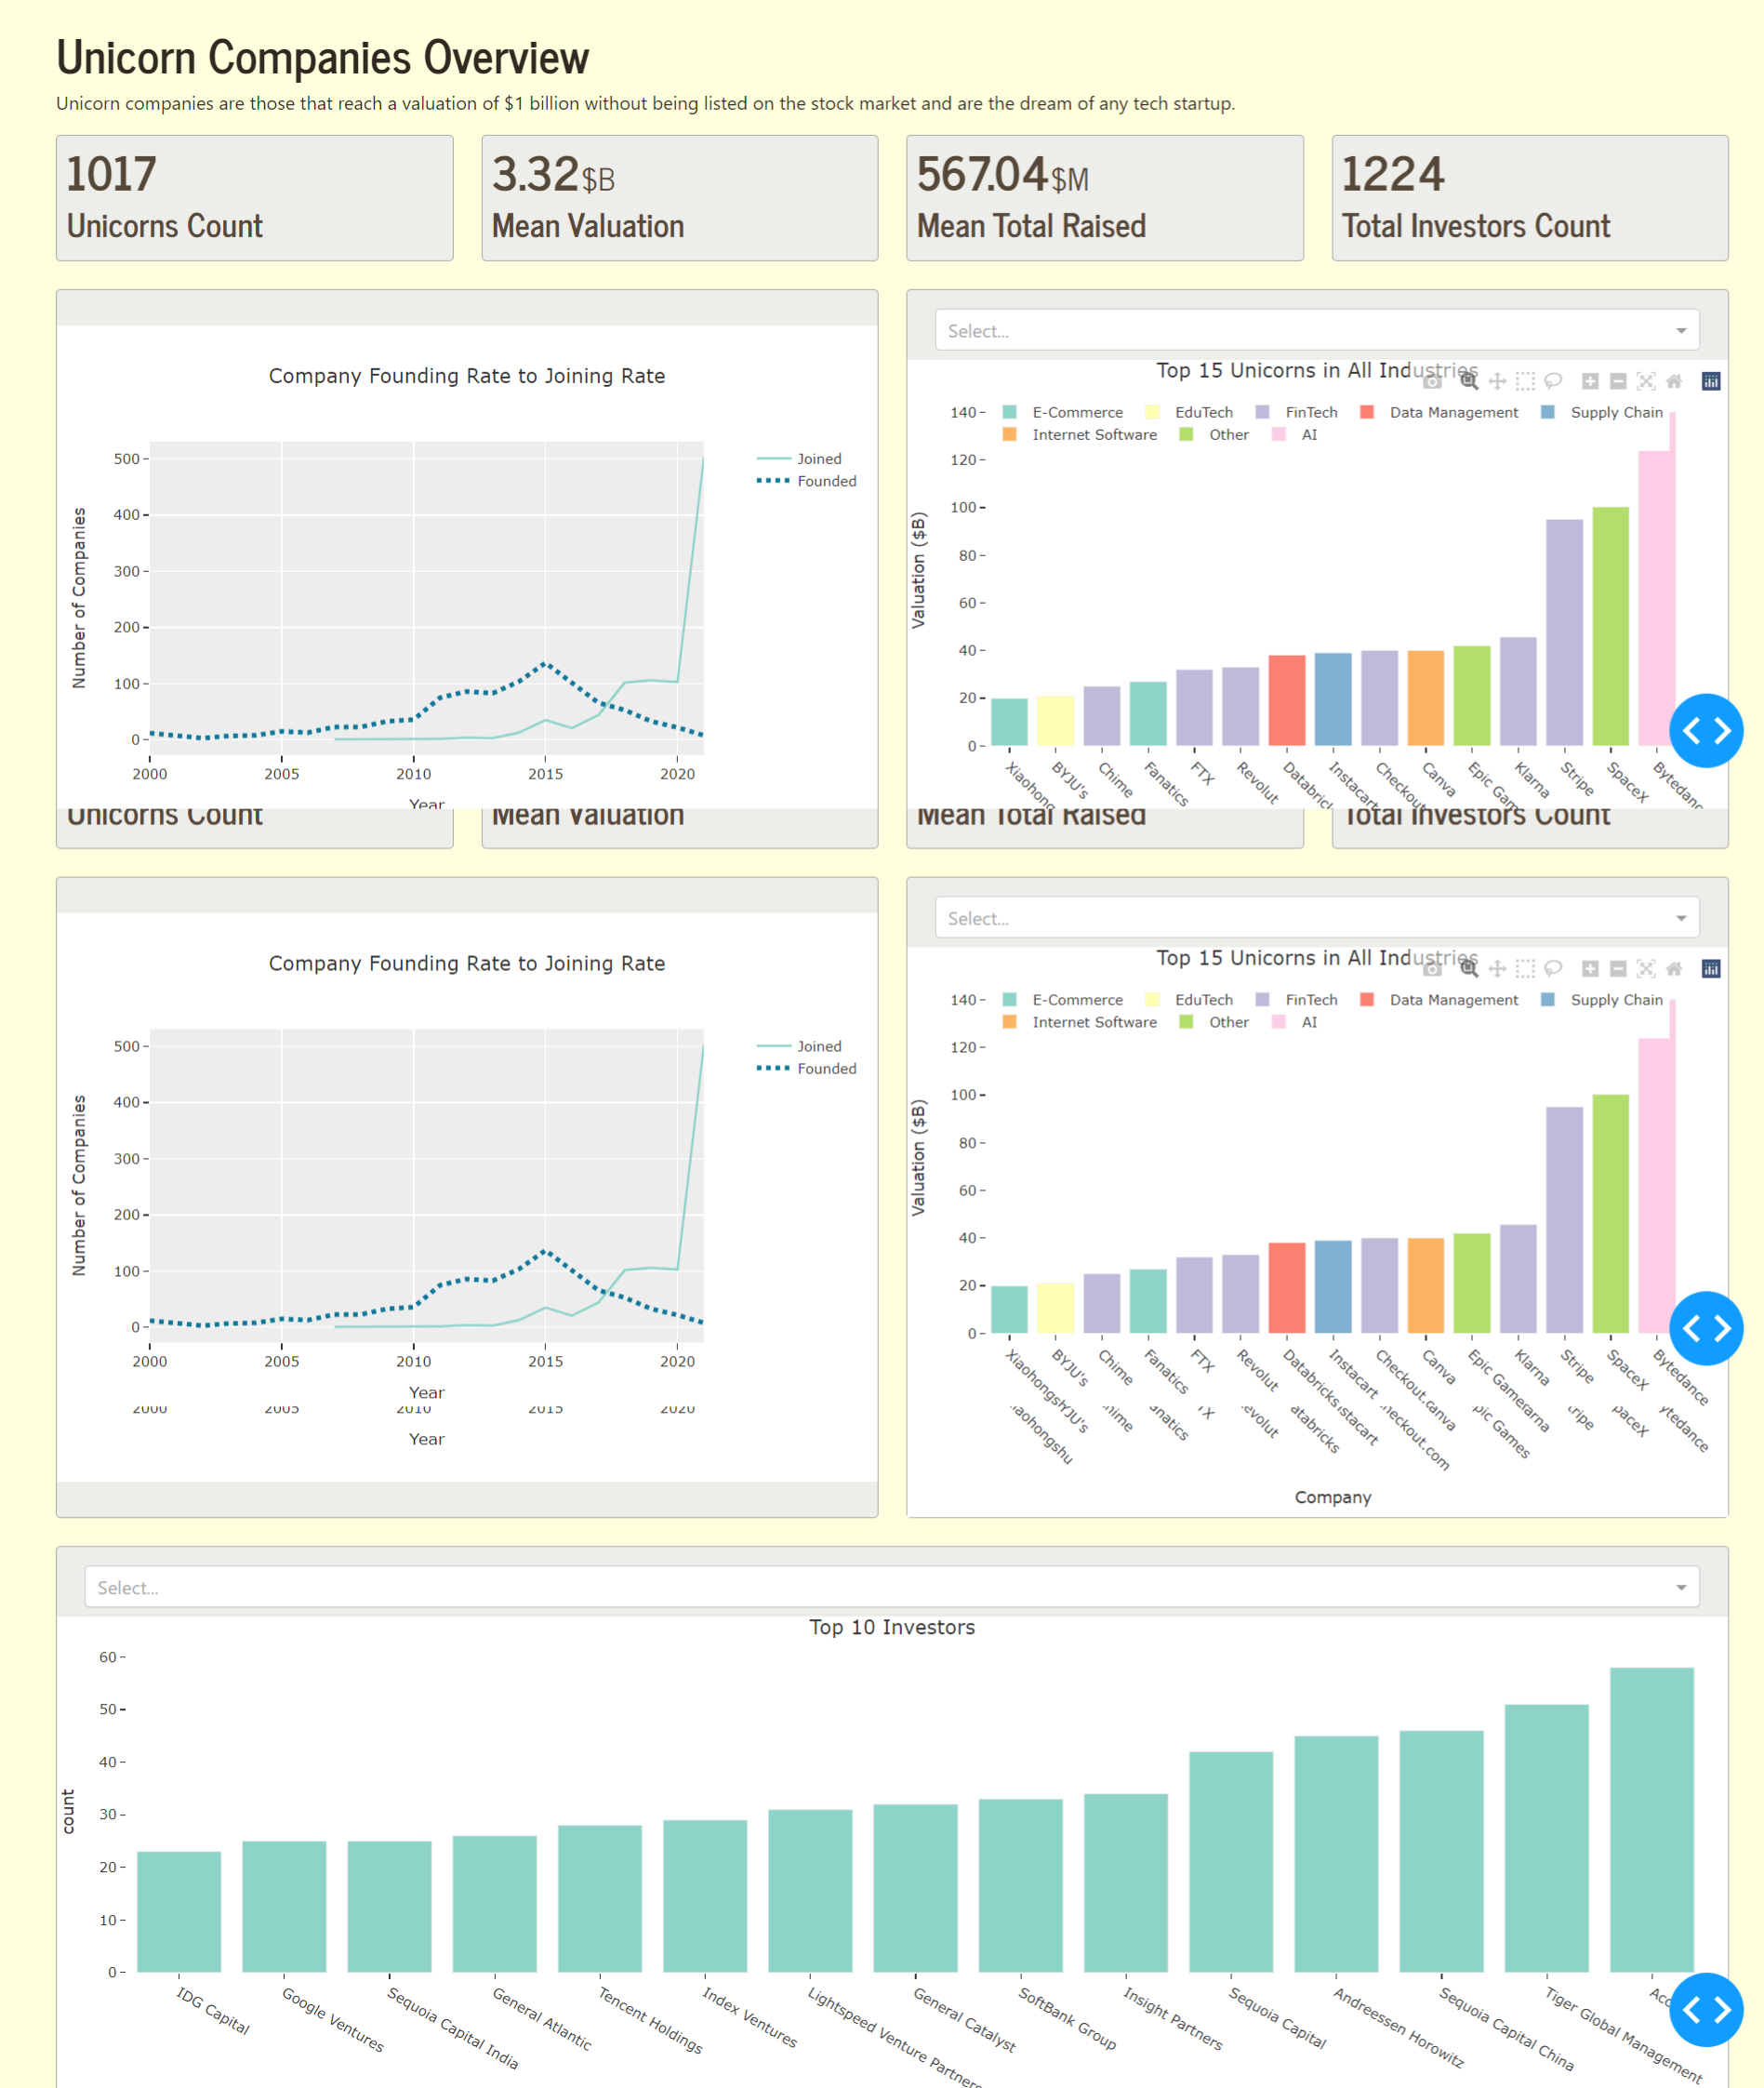 Unicorn Companies Overview
Unicorn companies are those that reach a valuation of $1 billion without being listed on the stock market and are the dream of any tech startup.
1017
Unicorns Count
3.32$B
Mean Valuation
567.04$M
Mean Total Raised
1224
Total Investors Count
Company Founding Rate to Joining Rate
Number of Companies
500
400
300
200
100
0
2000 2005 2010 2015 2020
Year
Joined
Founded
Select...
Top 15 Unicorns in All Industries
E-Commerce EduTech FinTech Data Management Supply Chain
Internet Software Other AI
Valuation ($B)
140
120
100
80
60
40
20
0
Xiaohong
BYJU's
Chime
Fanatics
FTX
Revolut
Databric
Instacart
Checkout
Canva
Epic Gam
Klarna
Stripe
SpaceX
Bytedanc
Unicorns Count
Mean Valuation
Mean Total Raised
Total Investors Count
Company Founding Rate to Joining Rate
Number of Companies
500
400
300
200
100
0
2000 2005 2010 2015 2020
Year
2000 2005 2010 2015 2020
Year
Joined
Founded
Select...
Top 15 Unicorns in All Industries
E-Commerce EduTech FinTech Data Management Supply Chain
Internet Software Other AI
Valuation ($B)
140
120
100
80
60
40
20
0
BYJU's
Chime
Fanatics
FTX
Revolut
Databricks
Instacart
Canva
Klarna
Stripe
SpaceX
Bytedance
Company
Select...
Top 10 Investors
count
60
50
40
30
20
10
0
IDG Capital
Google Ventures
Sequoia Capital India
General Atlantic
Tencent Holdings
Index Ventures
Lightspeed Venture Partners
General Catalyst
SoftBank Group
Insight Partners
Sequoia Capital
Andreessen Horowitz
Sequoia Capital China
Tiger Global Management